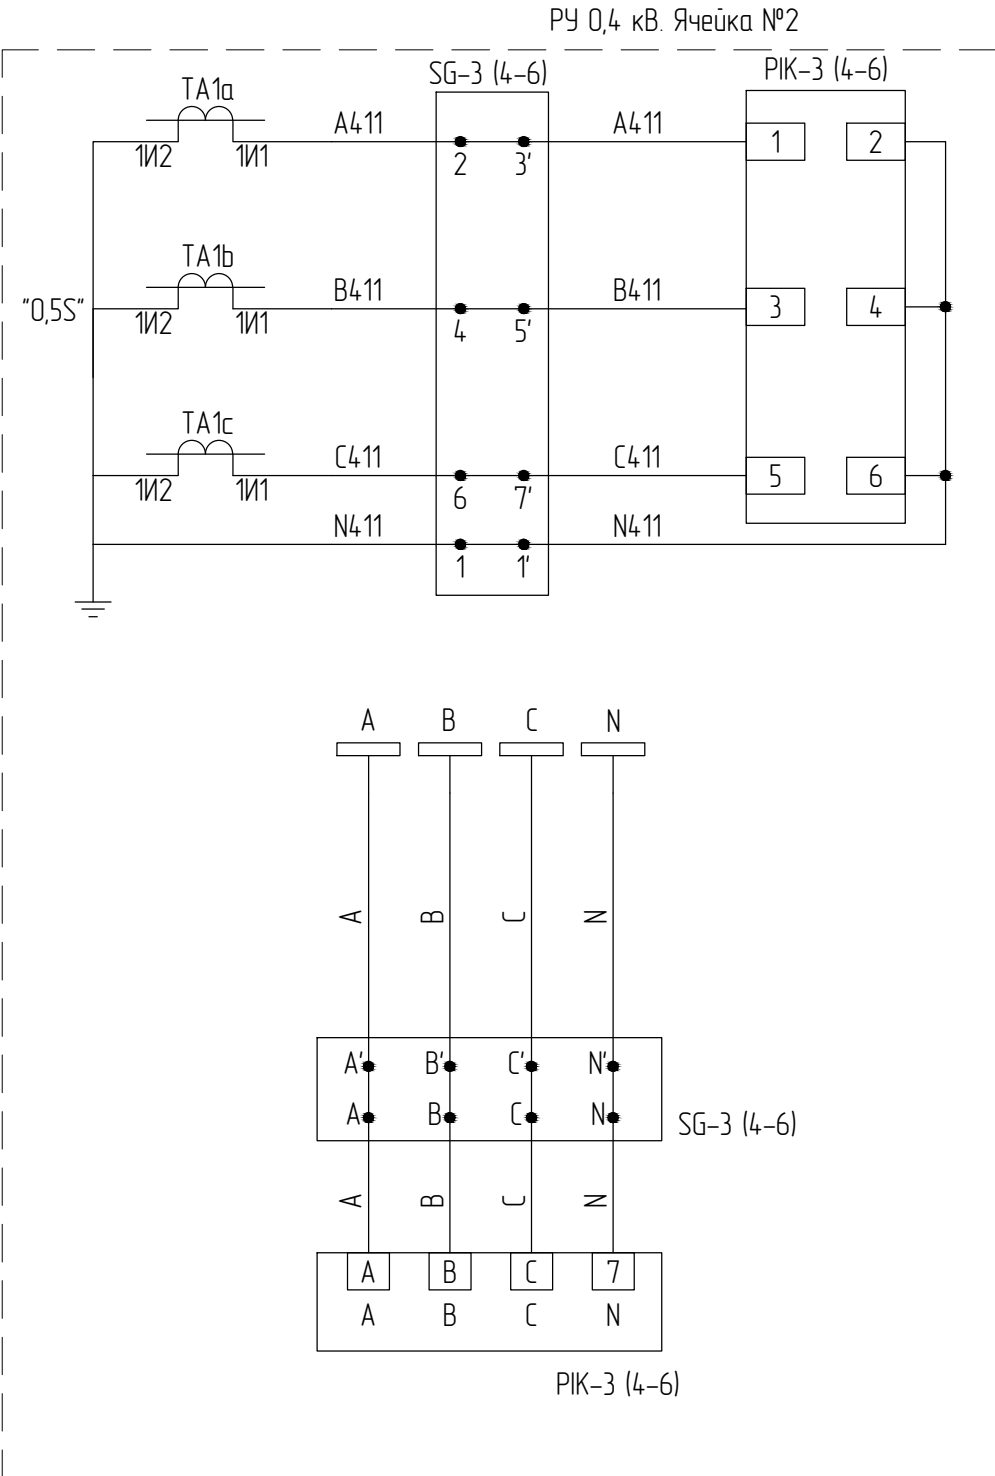 РУ 0,4 кВ. Ячейка №2
SG-3 (4-6)
PIK-3 (4-6)
TA1a
A411
A411
1И2
1И1
2
3'
1
2
TA1b
B411
B411
"0,5S"
1И2
1И1
4
5'
3
4
TA1c
C411
C411
1И2
1И1
6
7'
5
6
N411
N411
1
1'
A B C N
A B C N
A' B' C' N'
A B C N
SG-3 (4-6)
A B C N
A B C 7
A B C N
PIK-3 (4-6)